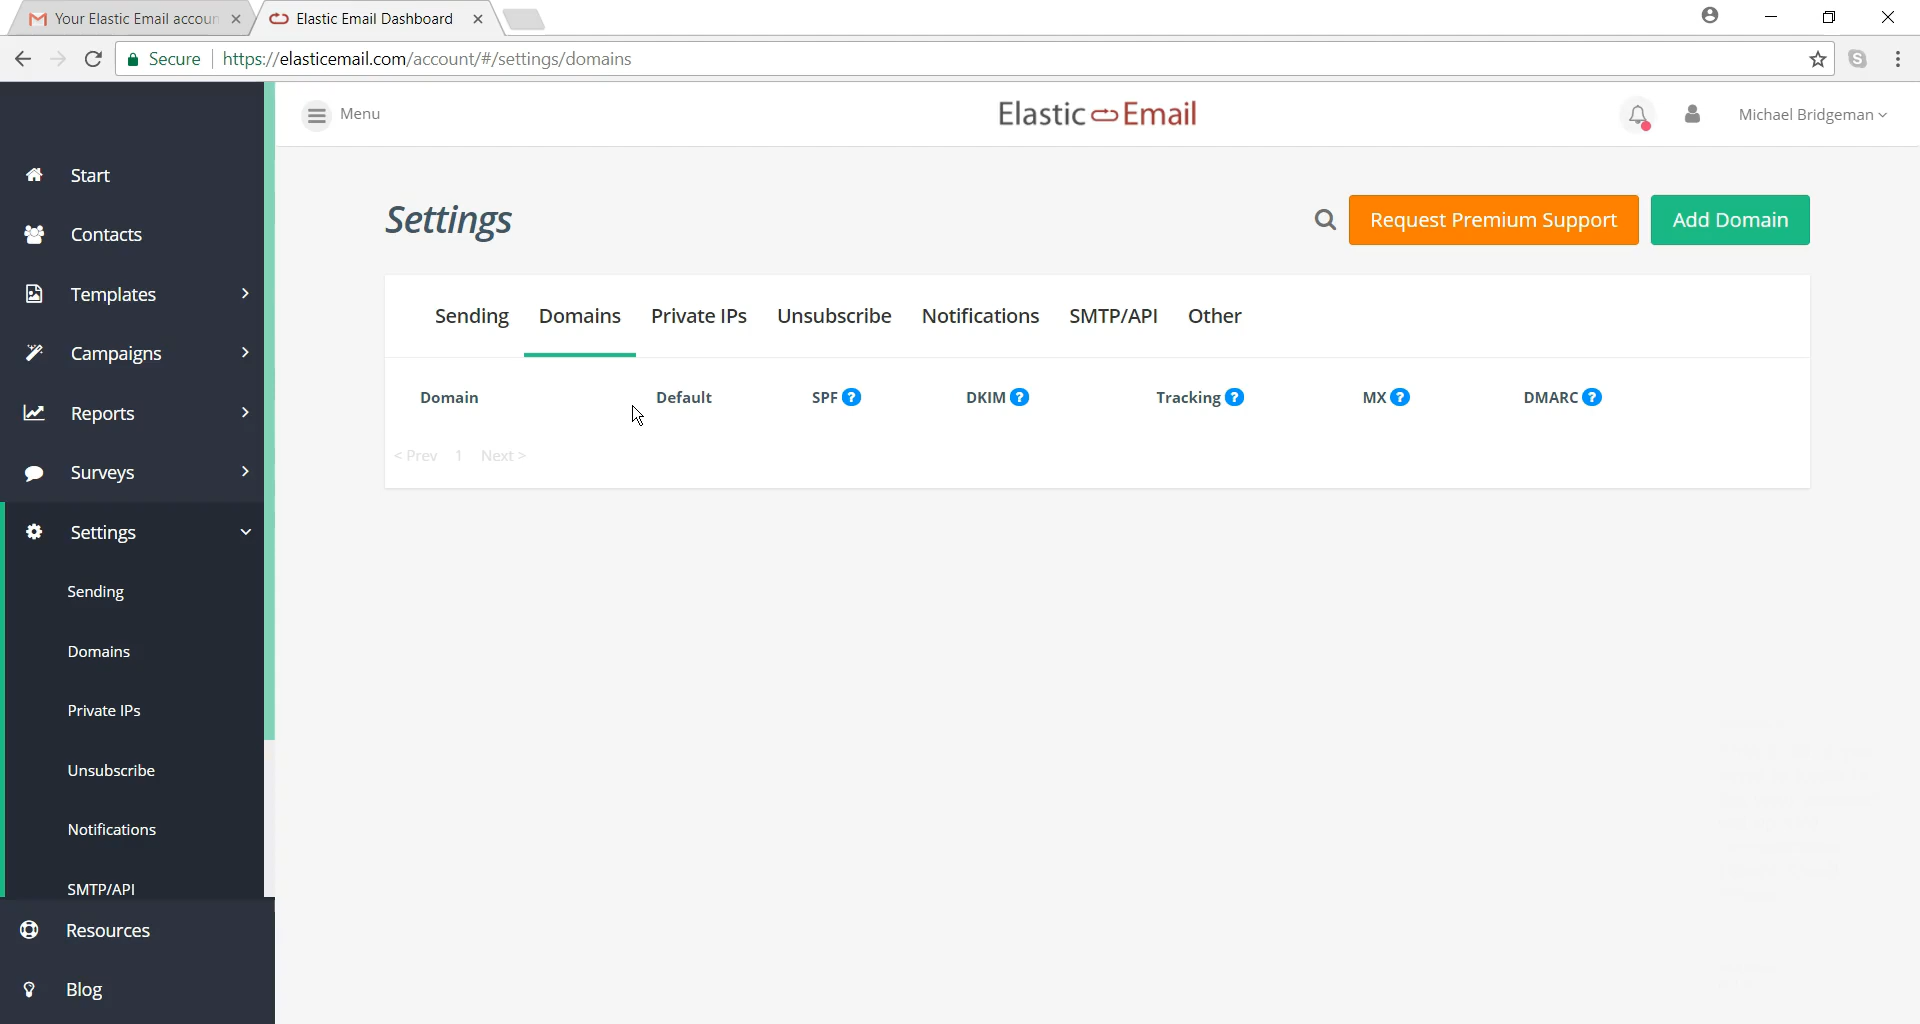 Your Elastic Email accoun
Elastic Email Dashboard
Secure
https://elasticemail.com/account/#/settings/domains
Menu
Elastic Email
Michael Bridgeman
Start
Contacts
Templates
Campaigns
Reports
Surveys
Settings
Sending
Domains
Private IPs
Unsubscribe
Notifications
SMTP/API
Resources
Blog
Settings
Request Premium Support
Add Domain
Sending Domains Private IPs Unsubscribe Notifications SMTP/API Other
Domain Default SPF ? DKIM ? Tracking ? MX ? DMARC ?
< Prev 1 Next >